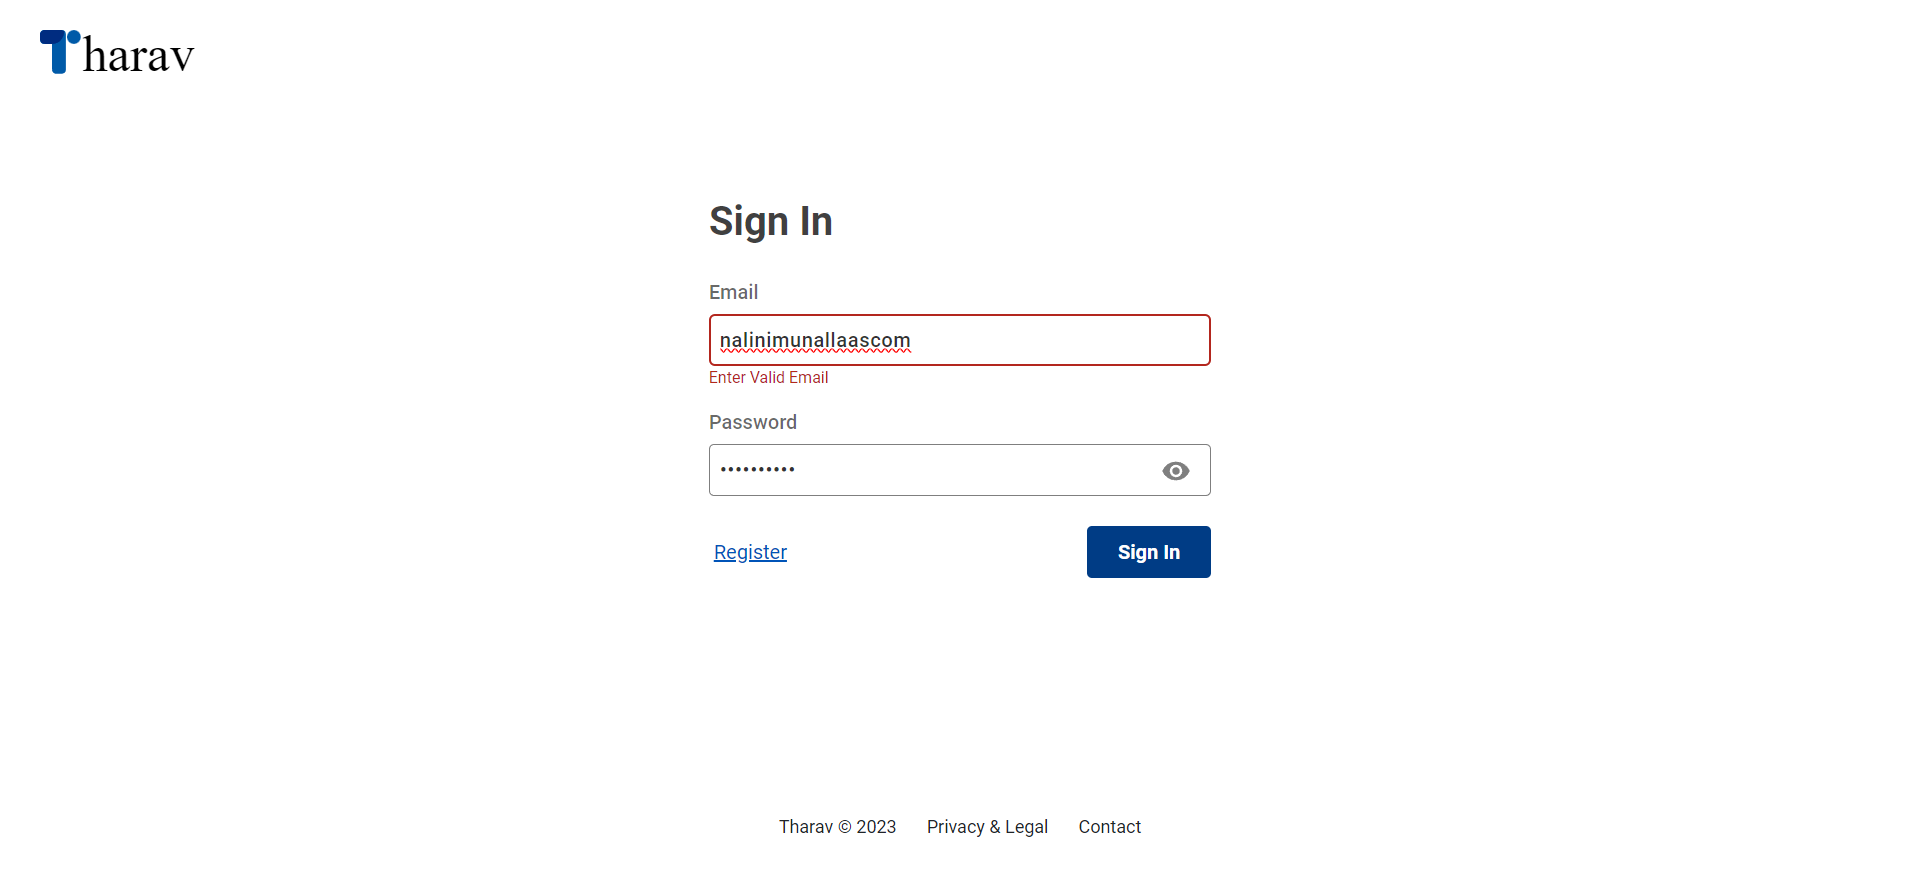 Tharav
Sign In
Email
nalinimunallaascom
Enter Valid Email
Password
••••••••••
Register
Sign In
Tharav © 2023 Privacy & Legal Contact